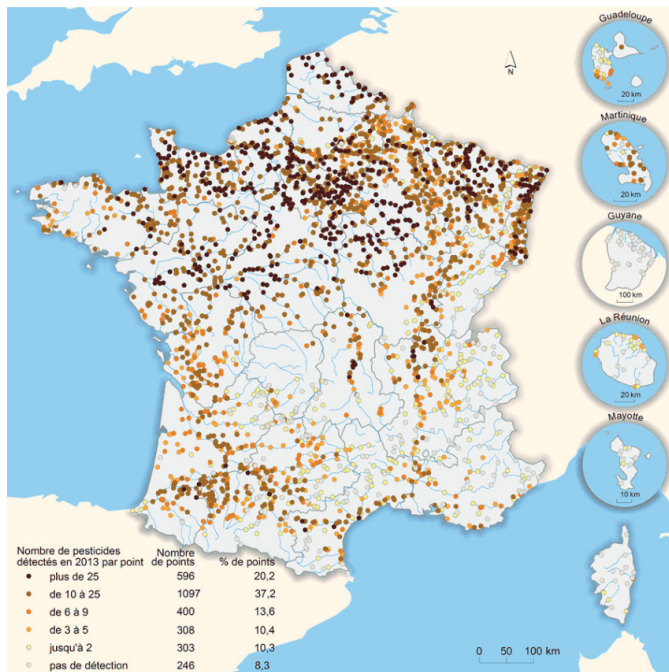 Guadeloupe
20 km
N
Martinique
20 km
Guyane
100 km
La Réunion
20 km
Mayotte
10 km
Nombre de pesticides détectés en 2013 par point Nombre de points % de points
plus de 25 596 20,2
de 10 à 25 1097 37,2
de 6 à 9 400 13,6
de 3 à 5 308 10,4
jusqu'à 2 303 10,3
pas de détection 246 8,3
0 50 100 km